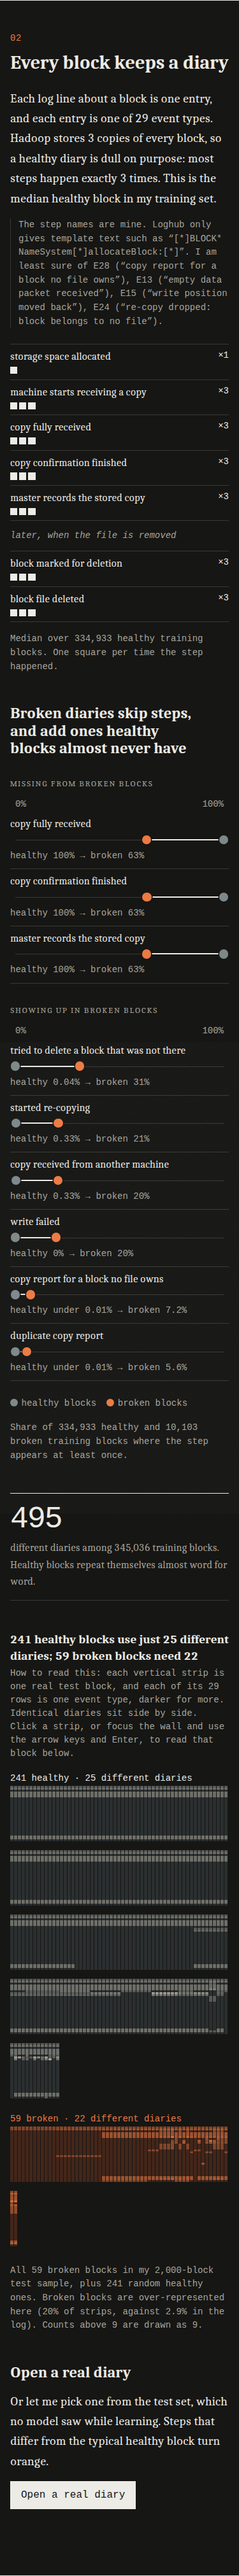 02
Every block keeps a diary
Each log line about a block is one entry,
and each entry is one of 29 event types.
Hadoop stores 3 copies of every block, so
a healthy diary is dull on purpose: most
steps happen exactly 3 times. This is the
median healthy block in my training set.
The step names are mine. Loghub only
gives template text such as “[*]BLOCK*
NameSystem[*]allocateBlock:[*]”. I am
least sure of E28 (“copy report for a
block no file owns”), E13 (“empty data
packet received”), E15 (“write position
moved back”), E24 (“re-copy dropped:
block belongs to no file”).
storage space allocated ×1
machine starts receiving a copy ×3
copy fully received ×3
copy confirmation finished ×3
master records the stored copy ×3
later, when the file is removed
block marked for deletion ×3
block file deleted ×3
Median over 334,933 healthy training
blocks. One square per time the step
happened.
Broken diaries skip steps,
and add ones healthy
blocks almost never have
MISSING FROM BROKEN BLOCKS
0% 100%
copy fully received
healthy 100% → broken 63%
copy confirmation finished
healthy 100% → broken 63%
master records the stored copy
healthy 100% → broken 63%
SHOWING UP IN BROKEN BLOCKS
0% 100%
tried to delete a block that was not there
healthy 0.04% → broken 31%
started re-copying
healthy 0.33% → broken 21%
copy received from another machine
healthy 0.33% → broken 20%
write failed
healthy 0% → broken 20%
copy report for a block no file owns
healthy under 0.01% → broken 7.2%
duplicate copy report
healthy under 0.01% → broken 5.6%
healthy blocks broken blocks
Share of 334,933 healthy and 10,103
broken training blocks where the step
appears at least once.
495
different diaries among 345,036 training blocks.
Healthy blocks repeat themselves almost word for
word.
241 healthy blocks use just 25 different
diaries; 59 broken blocks need 22
How to read this: each vertical strip is
one real test block, and each of its 29
rows is one event type, darker for more.
Identical diaries sit side by side.
Click a strip, or focus the wall and use
the arrow keys and Enter, to read that
block below.
241 healthy · 25 different diaries
59 broken · 22 different diaries
All 59 broken blocks in my 2,000-block
test sample, plus 241 random healthy
ones. Broken blocks are over-represented
here (20% of strips, against 2.9% in the
log). Counts above 9 are drawn as 9.
Open a real diary
Or let me pick one from the test set, which
no model saw while learning. Steps that
differ from the typical healthy block turn
orange.
Open a real diary